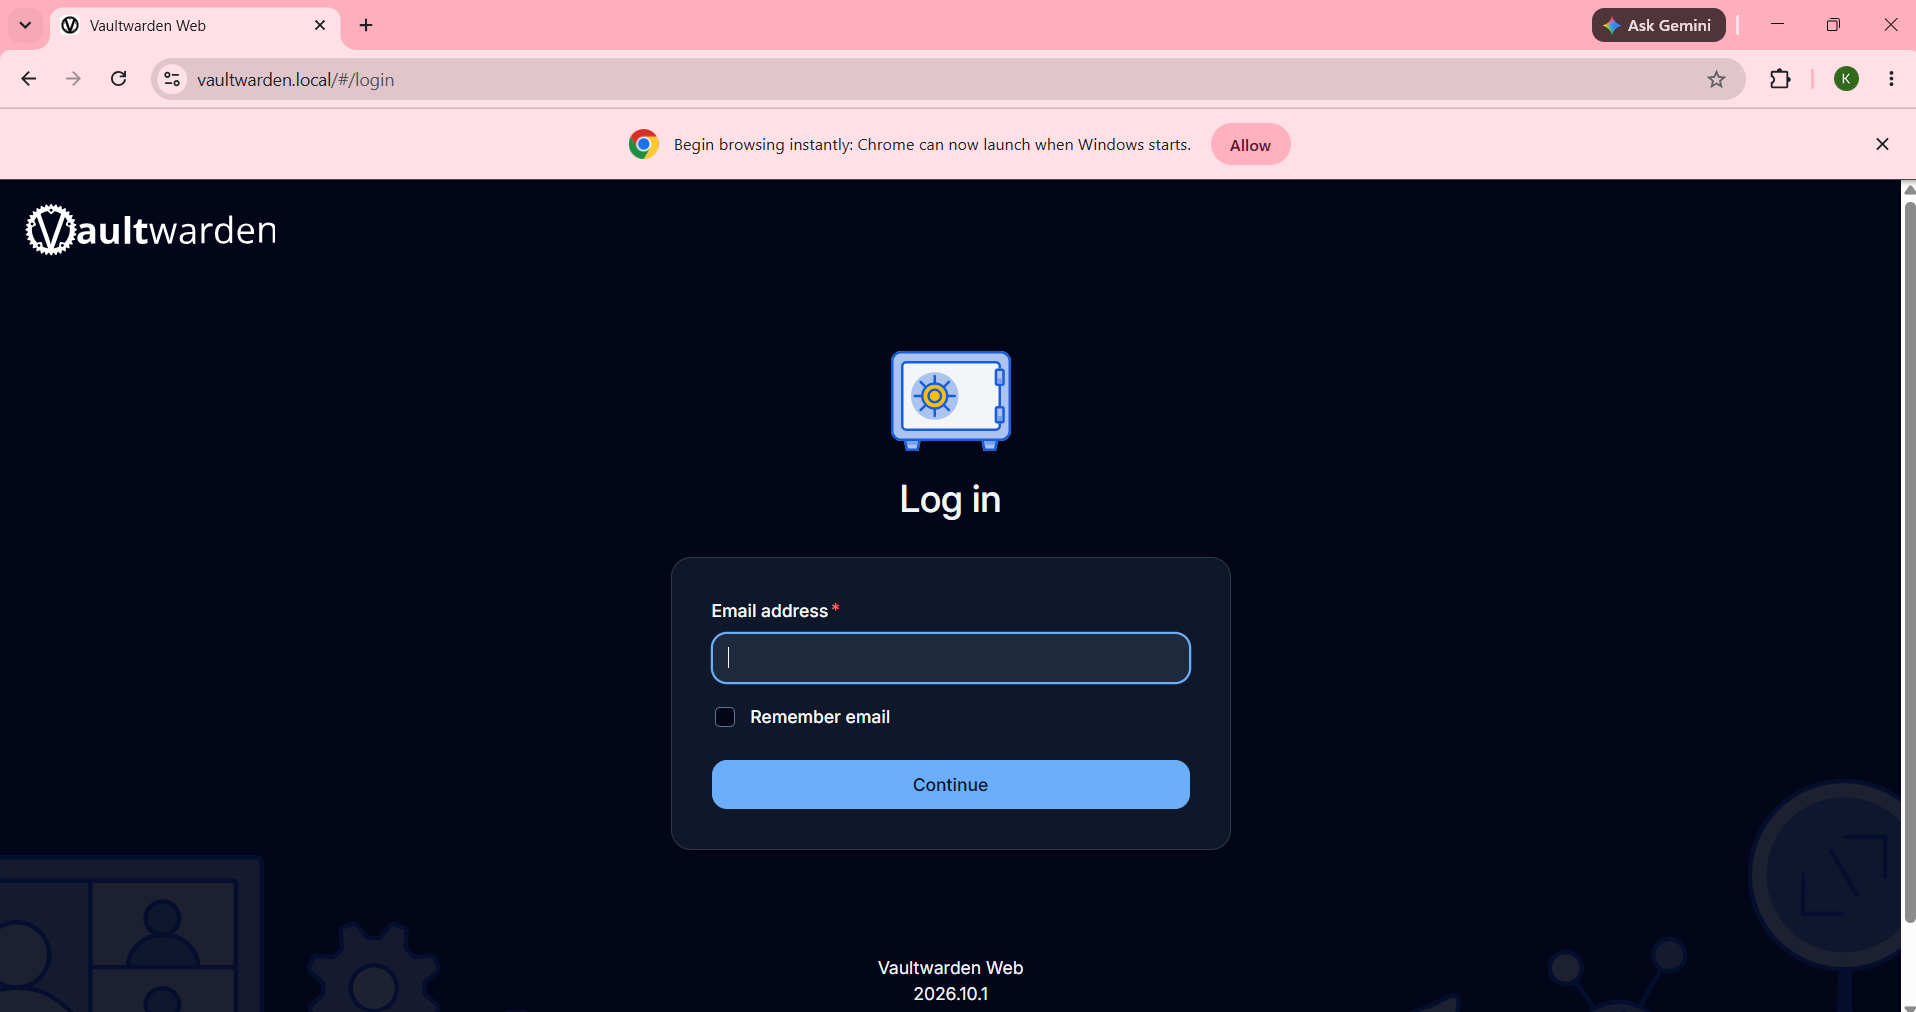 Vaultwarden Web
Ask Gemini
vaultwarden.local/#/login
K
Begin browsing instantly: Chrome can now launch when Windows starts.
Allow
Vaultwarden
Log in
Email address *
Remember email
Continue
Vaultwarden Web
2026.10.1